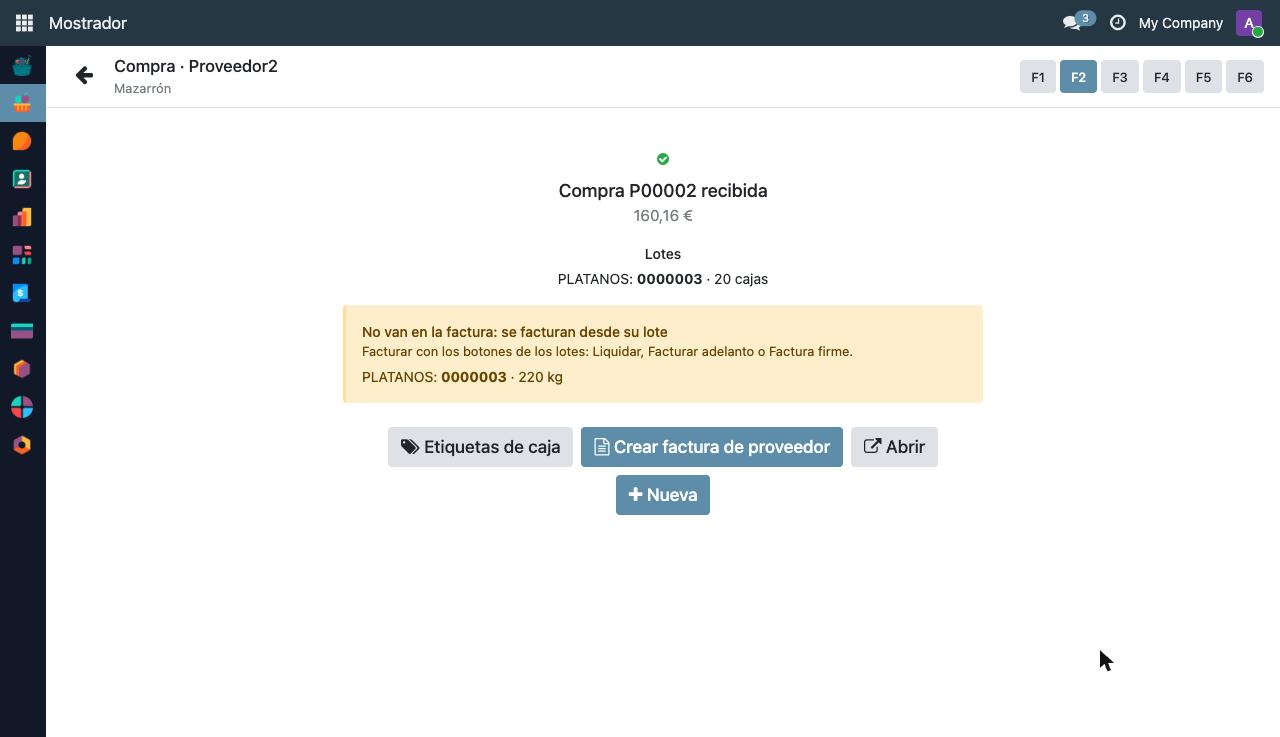 Mostrador
3
My Company
A
Compra · Proveedor2
Mazarrón
F1
F2
F3
F4
F5
F6
Compra P00002 recibida
160,16 €
Lotes
PLATANOS: 0000003 · 20 cajas
No van en la factura: se facturan desde su lote
Facturar con los botones de los lotes: Liquidar, Facturar adelanto o Factura firme.
PLATANOS: 0000003 · 220 kg
Etiquetas de caja
Crear factura de proveedor
Abrir
Nueva